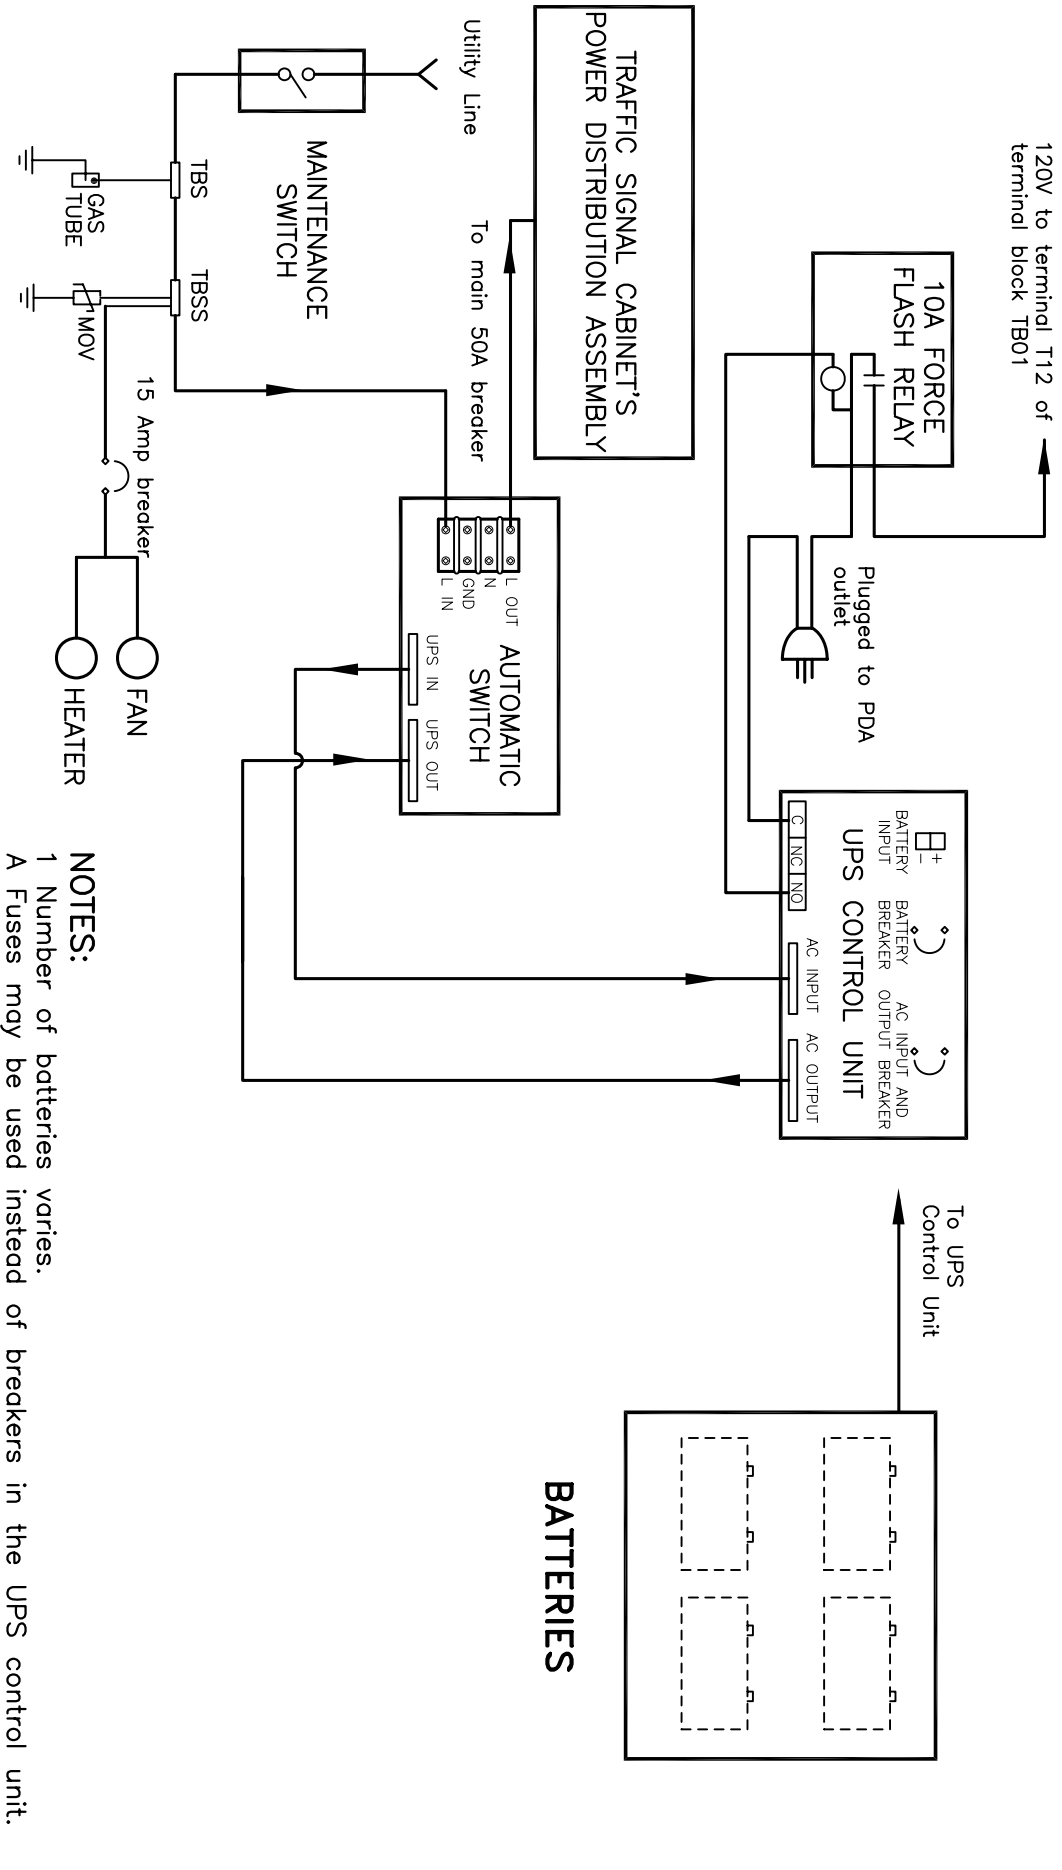 120V to terminal T12 of
terminal block TB01
10A FORCE
FLASH RELAY
Plugged to PDA
outlet
+
-
BATTERY
INPUT
BATTERY
BREAKER
AC INPUT AND
OUTPUT BREAKER
UPS CONTROL UNIT
C
NC
NO
AC INPUT
AC OUTPUT
To UPS
Control Unit
BATTERIES
TRAFFIC SIGNAL CABINET'S
POWER DISTRIBUTION ASSEMBLY
To main 50A breaker
L OUT
N
GND
L IN
AUTOMATIC
SWITCH
UPS IN
UPS OUT
Utility Line
MAINTENANCE
SWITCH
TBS
TBSS
GAS
TUBE
MOV
15 Amp breaker
FAN
HEATER
NOTES:
1 Number of batteries varies.
A Fuses may be used instead of breakers in the UPS control unit.